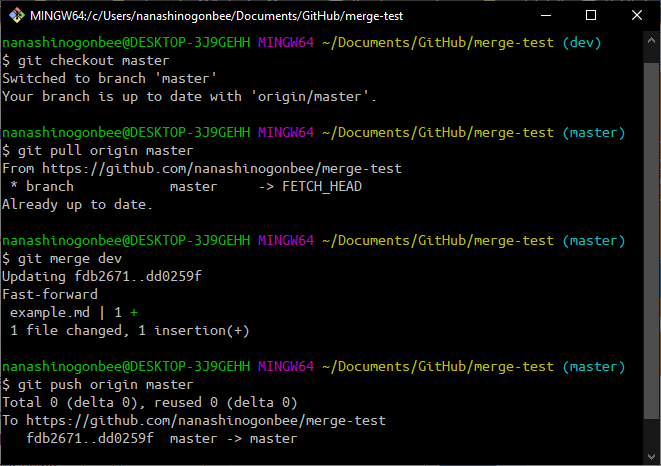 MINGW64:/c/Users/nanashinogonbee/Documents/GitHub/merge-test
nanashinogonbee@DESKTOP-3J9GEHH MINGW64 ~/Documents/GitHub/merge-test (dev)
$ git checkout master
Switched to branch 'master'
Your branch is up to date with 'origin/master'.
nanashinogonbee@DESKTOP-3J9GEHH MINGW64 ~/Documents/GitHub/merge-test (master)
$ git pull origin master
From https://github.com/nanashinogonbee/merge-test
 * branch            master     -> FETCH_HEAD
Already up to date.
nanashinogonbee@DESKTOP-3J9GEHH MINGW64 ~/Documents/GitHub/merge-test (master)
$ git merge dev
Updating fdb2671..dd0259f
Fast-forward
 example.md | 1 +
 1 file changed, 1 insertion(+)
nanashinogonbee@DESKTOP-3J9GEHH MINGW64 ~/Documents/GitHub/merge-test (master)
$ git push origin master
Total 0 (delta 0), reused 0 (delta 0)
To https://github.com/nanashinogonbee/merge-test
   fdb2671..dd0259f  master -> master